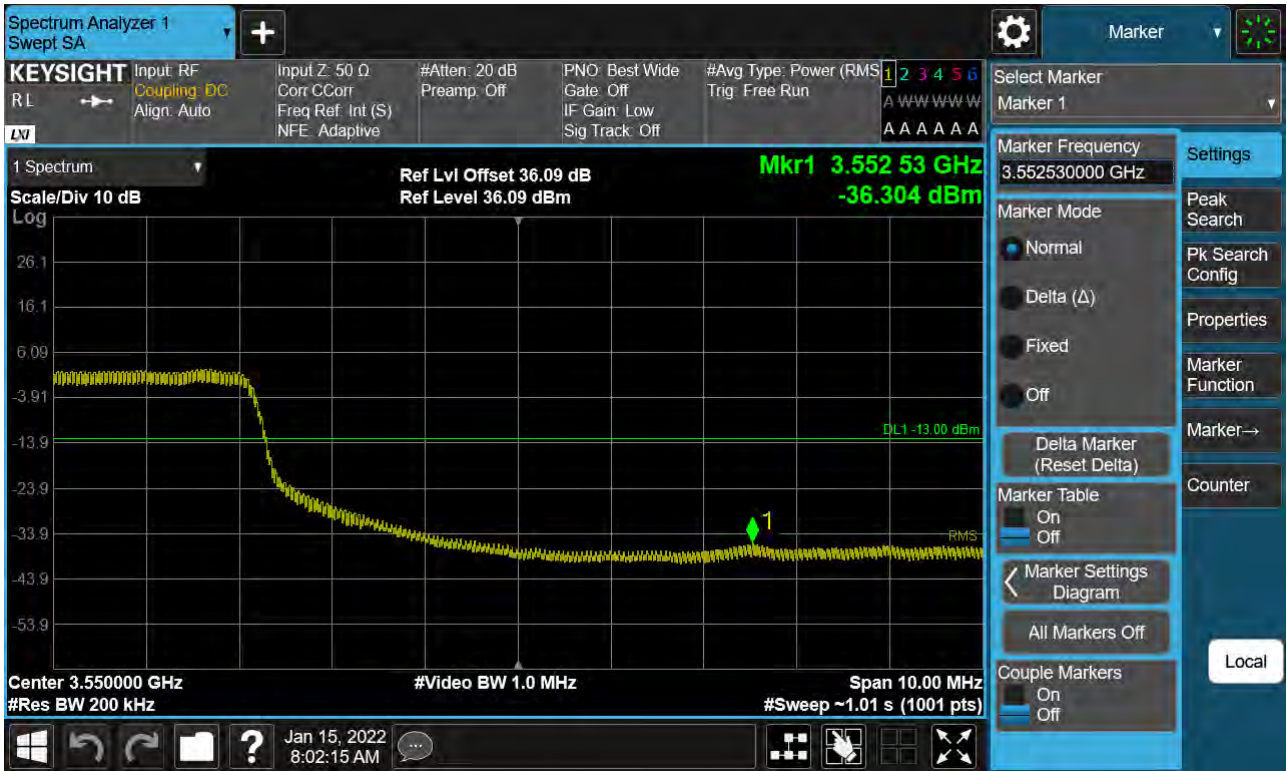 Spectrum Analyzer 1
Swept SA
+
Marker
KEYSIGHT
RL
LXI
Input: RF
Coupling: DC
Align: Auto
Input Z: 50 Ω
Corr CCorr
Freq Ref: Int (S)
NFE: Adaptive
#Atten: 20 dB
Preamp: Off
PNO: Best Wide
Gate: Off
IF Gain: Low
Sig Track: Off
#Avg Type: Power (RMS
Trig: Free Run
1 2 3 4 5 6
A W W W W W
A A A A A A
Select Marker
Marker 1
1 Spectrum
Scale/Div 10 dB
Log
Ref Lvl Offset 36.09 dB
Ref Level 36.09 dBm
Mkr1 3.552 53 GHz
-36.304 dBm
26.1
16.1
6.09
-3.91
-13.9
-23.9
-33.9
-43.9
-53.9
DL1 -13.00 dBm
1
RMS
Center 3.550000 GHz
#Res BW 200 kHz
#Video BW 1.0 MHz
Span 10.00 MHz
#Sweep ~1.01 s (1001 pts)
Marker Frequency
3.552530000 GHz
Marker Mode
Normal
Delta (Δ)
Fixed
Off
Delta Marker
(Reset Delta)
Marker Table
On
Off
Marker Settings
Diagram
All Markers Off
Couple Markers
On
Off
Settings
Peak
Search
Pk Search
Config
Properties
Marker
Function
Marker→
Counter
Local
?
Jan 15, 2022
8:02:15 AM